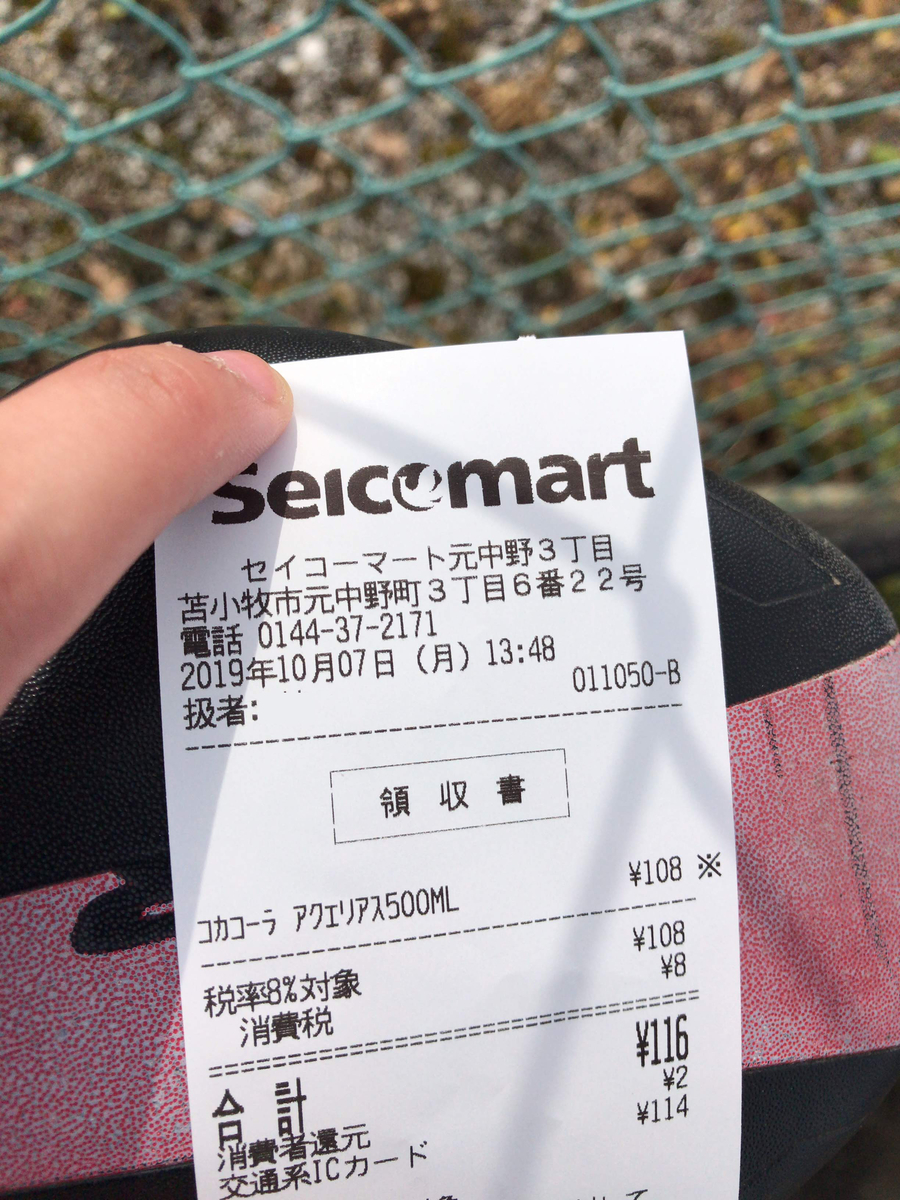 Seicomart
セイコーマート元中野3丁目
苫小牧市元中野町3丁目6番22号
電話 0144-37-2171
2019年10月07日(月) 13:48
011050-B
扱者:
領収書
コカコーラ アクエリアス500ML ¥108 ※
税率8%対象 ¥108
消費税 ¥8
合計 ¥116
消費者還元 ¥2
交通系ICカード ¥114